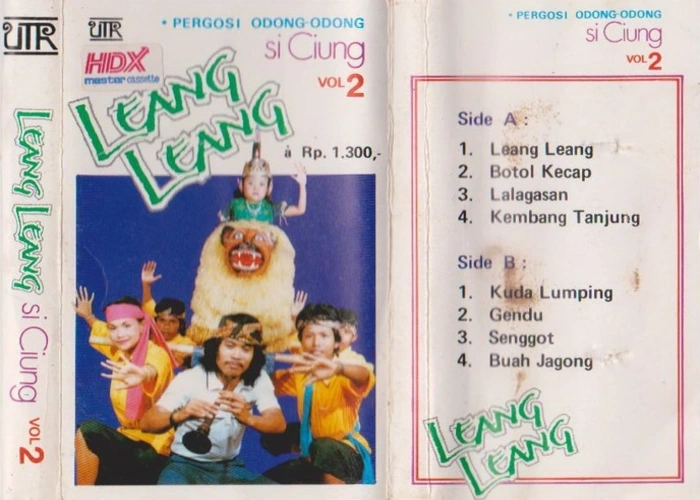 UTR
LEANG LEANG si Ciung VOL 2
UTR
• PERGOSI ODONG-ODONG
si Ciung
VOL 2
HDX
master cassette
LEANG
LEANG
à Rp. 1.300,-
• PERGOSI ODONG-ODONG
si Ciung
VOL 2
Side A :
1. Leang Leang
2. Botol Kecap
3. Lalagasan
4. Kembang Tanjung
Side B :
1. Kuda Lumping
2. Gendu
3. Senggot
4. Buah Jagong
LEANG
LEANG